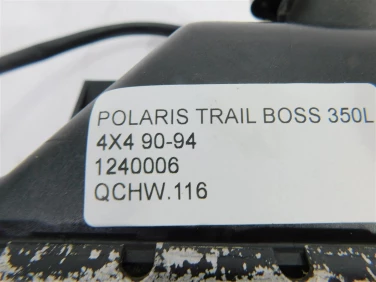 POLARIS TRAIL BOSS 350L
4X4 90-94
1240006
QCHW.116